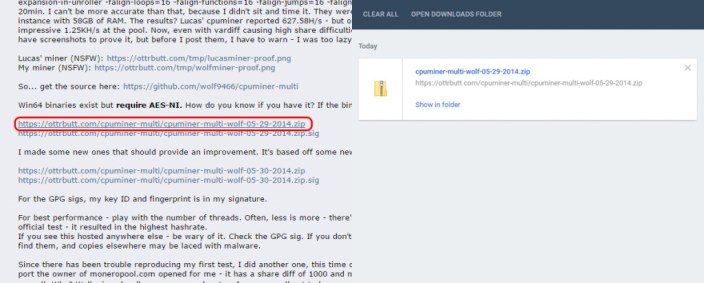 expansion-in-unroller -falign-loops=16 -falign-functions=16 -falign-jumps=16 -falign-
20min. I can't be more accurate than that, because I didn't sit and time it. They were
instance with 58GB of RAM. The results? Lucas' cpuminer reported 627.58H/s - but o
impressive 1.25KH/s at the pool. Now, even with vardiff causing high share difficulti
have screenshots to prove it, but before I post them, I have to warn - I was too lazy
Lucas' miner (NSFW): https://ottrbutt.com/tmp/lucasminer-proof.png
My miner (NSFW): https://ottrbutt.com/tmp/wolfminer-proof.png
So... get the source here: https://github.com/wolf9466/cpuminer-multi
Win64 binaries exist but require AES-NI. How do you know if you have it? If the bin
https://ottrbutt.com/cpuminer-multi/cpuminer-multi-wolf-05-29-2014.zip
https://ottrbutt.com/cpuminer-multi/cpuminer-multi-wolf-05-29-2014.zip.sig
I made some new ones that should provide an improvement. It's based off some new
https://ottrbutt.com/cpuminer-multi/cpuminer-multi-wolf-05-30-2014.zip
https://ottrbutt.com/cpuminer-multi/cpuminer-multi-wolf-05-30-2014.zip.sig
For the GPG sigs, my key ID and fingerprint is in my signature.
For best performance - play with the number of threads. Often, less is more - there'
official test - it resulted in the highest hashrate.
If you see this hosted anywhere else - be wary of it. Check the GPG sig. If you don't
find them, and copies elsewhere may be laced with malware.
Since there has been trouble reproducing my first test, I did another one, this time o
port the owner of moneropool.com opened for me - it has a share diff of 1000 and n
CLEAR ALL OPEN DOWNLOADS FOLDER
Today
cpuminer-multi-wolf-05-29-2014.zip
https://ottrbutt.com/cpuminer-multi/cpuminer-multi-wolf-05-29-2014.zip
Show in folder